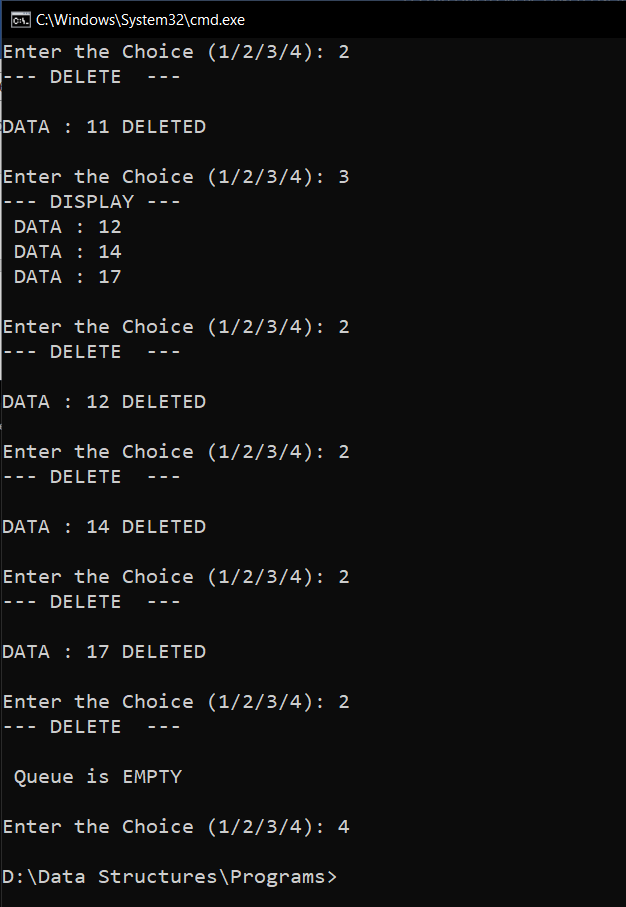 C:\Windows\System32\cmd.exe
Enter the Choice (1/2/3/4): 2
--- DELETE  ---
DATA : 11 DELETED
Enter the Choice (1/2/3/4): 3
--- DISPLAY ---
DATA : 12
DATA : 14
DATA : 17
Enter the Choice (1/2/3/4): 2
--- DELETE  ---
DATA : 12 DELETED
Enter the Choice (1/2/3/4): 2
--- DELETE  ---
DATA : 14 DELETED
Enter the Choice (1/2/3/4): 2
--- DELETE  ---
DATA : 17 DELETED
Enter the Choice (1/2/3/4): 2
--- DELETE  ---
Queue is EMPTY
Enter the Choice (1/2/3/4): 4
D:\Data Structures\Programs>